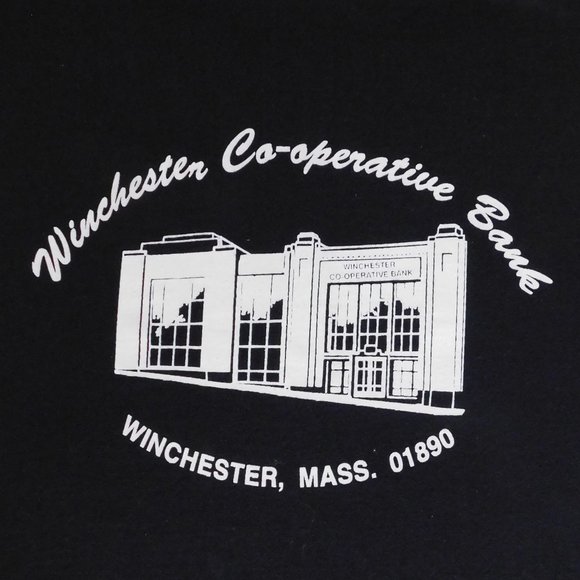 Winchester Co-operative Bank
WINCHESTER
CO-OPERATIVE BANK
WINCHESTER, MASS. 01890